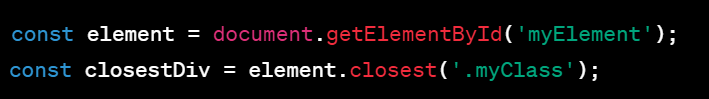 const element = document.getElementById('myElement');
const closestDiv = element.closest('.myClass');